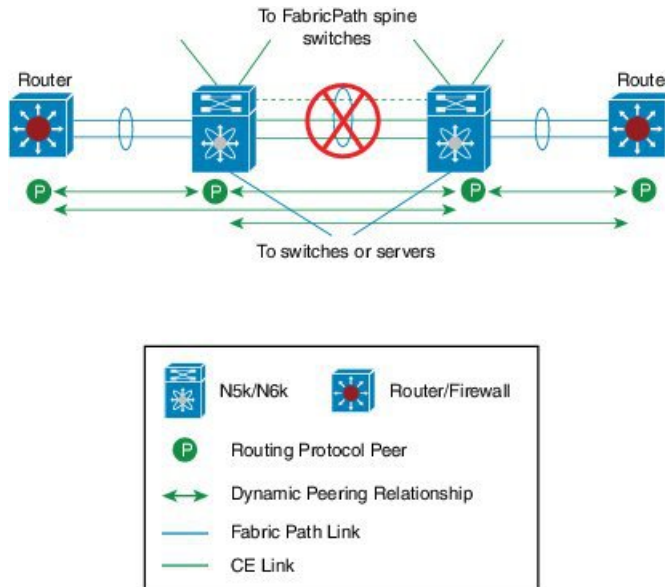 To FabricPath spine
switches
Router
Route
P
P
P
P
To switches or servers
N5k/N6k
Router/Firewall
P
Routing Protocol Peer
Dynamic Peering Relationship
Fabric Path Link
CE Link